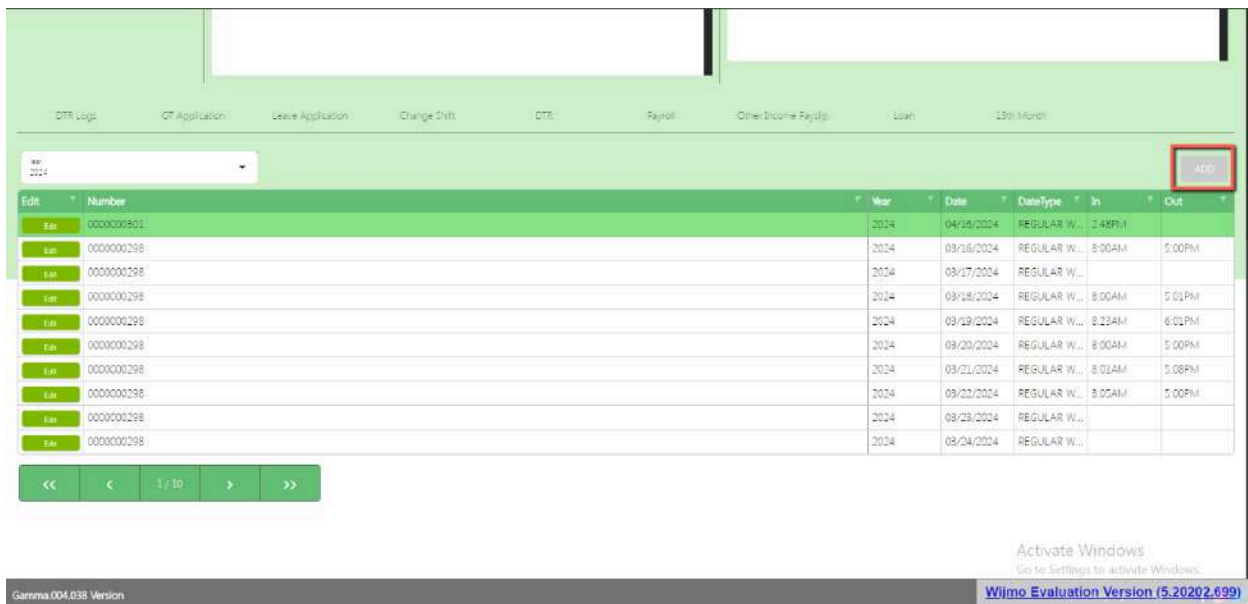 DTR Logs OT Application Leave Application Change Shift DTR Payroll Other Income Payslip Loan 13th Month
Year
2024
ADD
Edit Number Year Date DateType In Out
Edit 0000000301 2024 04/16/2024 REGULAR W... 2:48PM
Edit 0000000298 2024 03/16/2024 REGULAR W... 8:00AM 5:00PM
Edit 0000000298 2024 03/17/2024 REGULAR W...
Edit 0000000298 2024 03/18/2024 REGULAR W... 8:00AM 5:01PM
Edit 0000000298 2024 03/19/2024 REGULAR W... 8:23AM 6:01PM
Edit 0000000298 2024 03/20/2024 REGULAR W... 8:00AM 5:00PM
Edit 0000000298 2024 03/21/2024 REGULAR W... 8:01AM 5:08PM
Edit 0000000298 2024 03/22/2024 REGULAR W... 8:05AM 5:00PM
Edit 0000000298 2024 03/23/2024 REGULAR W...
Edit 0000000298 2024 03/24/2024 REGULAR W...
<< < 1 / 30 > >>
Activate Windows
Go to Settings to activate Windows.
Gamma.004.038 Version
Wijmo Evaluation Version (5.20202.699)